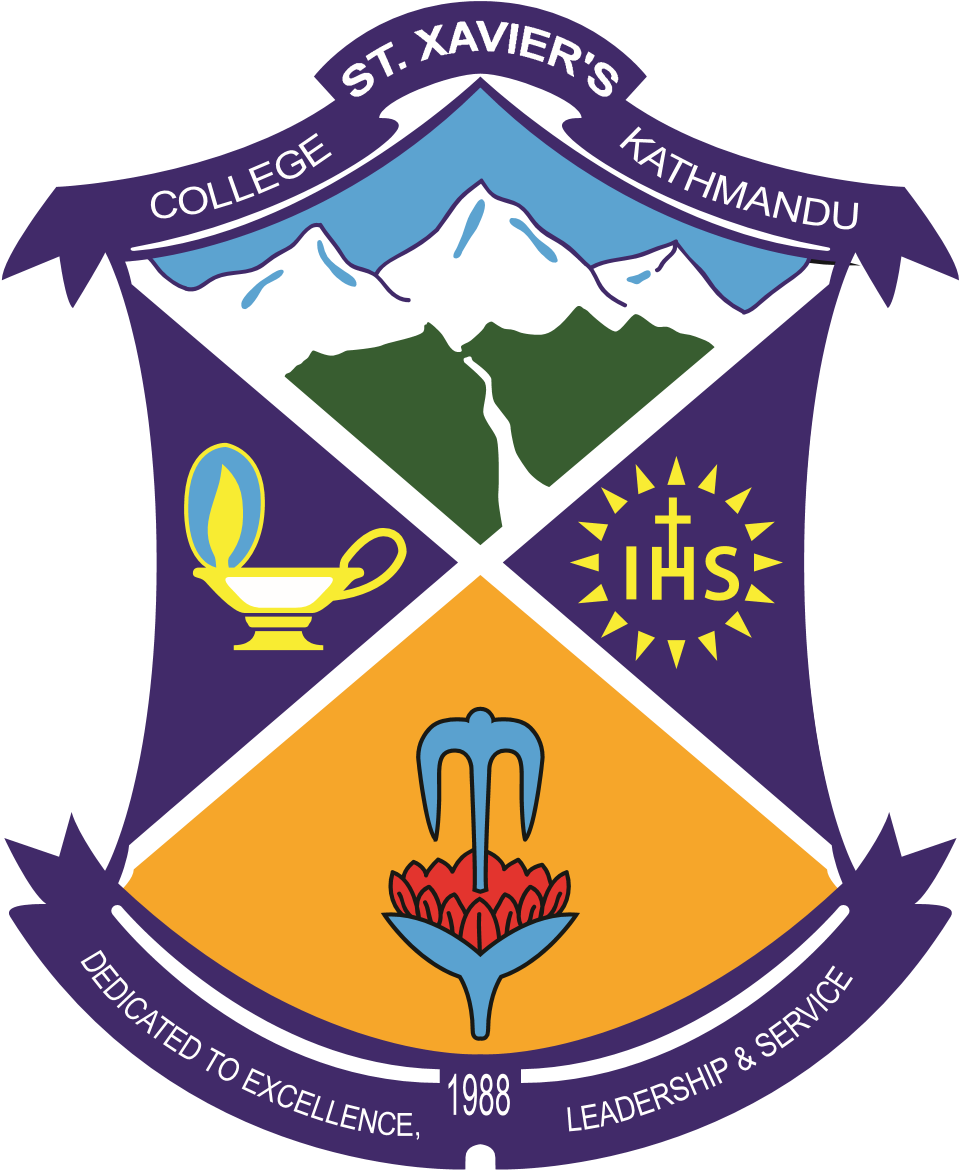 ST. XAVIER'S
COLLEGE
KATHMANDU
IHS
DEDICATED TO EXCELLENCE,
1988
LEADERSHIP & SERVICE